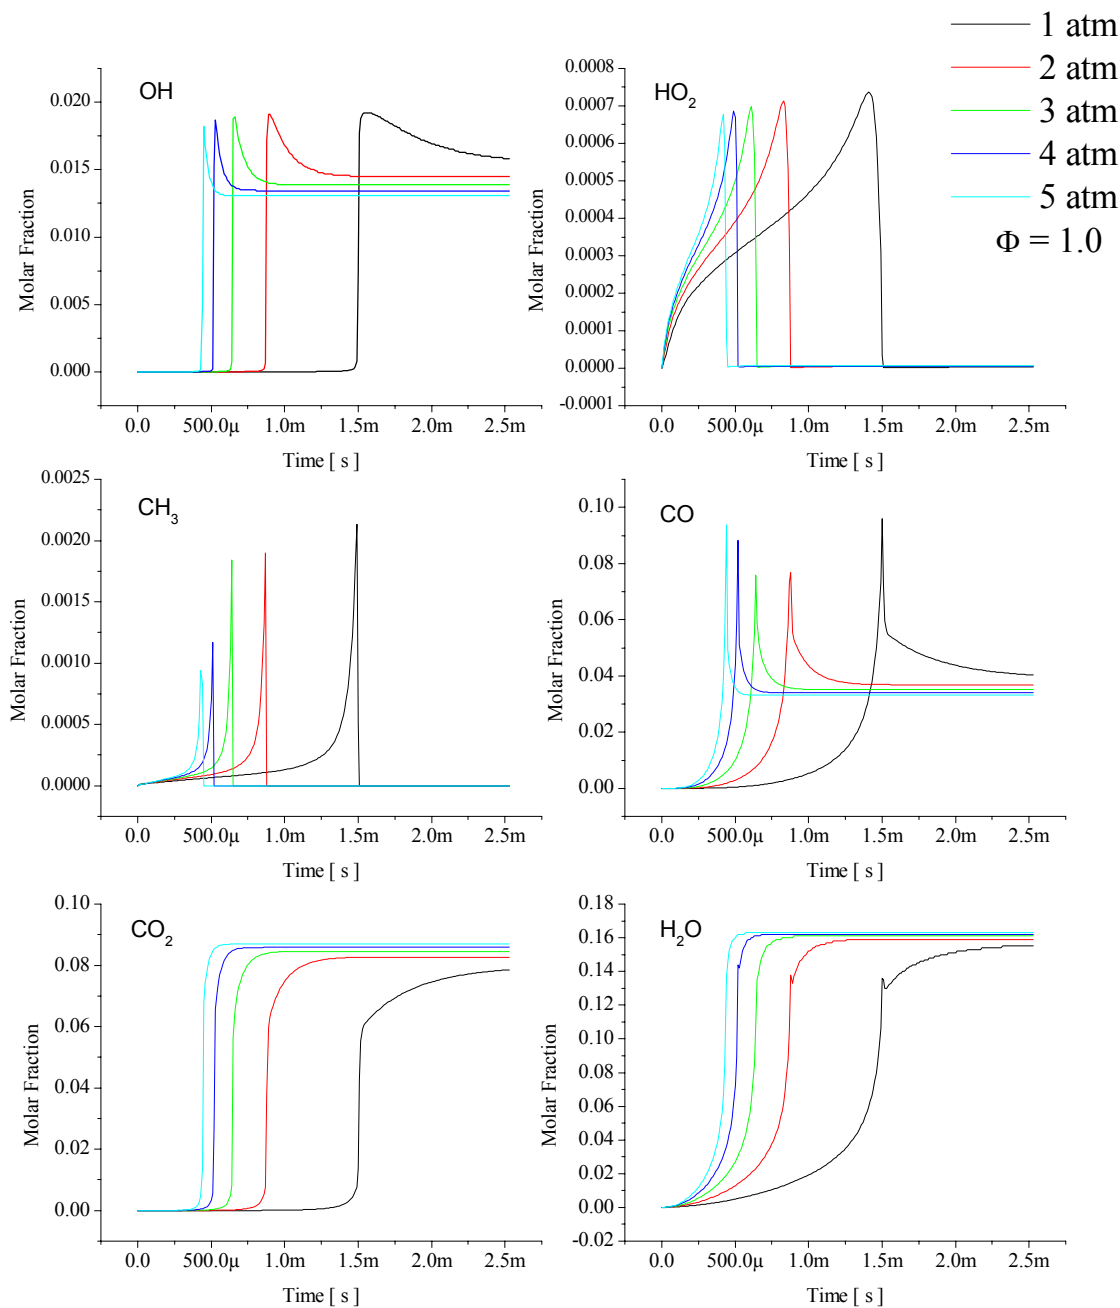 1 atm
2 atm
3 atm
4 atm
5 atm
Φ = 1.0
OH
Molar Fraction
0.020
0.015
0.010
0.005
0.000
0.0 500.0µ 1.0m 1.5m 2.0m 2.5m
Time [ s ]
HO₂
Molar Fraction
0.0008
0.0007
0.0006
0.0005
0.0004
0.0003
0.0002
0.0001
0.0000
-0.0001
0.0 500.0µ 1.0m 1.5m 2.0m 2.5m
Time [ s ]
CH₃
Molar Fraction
0.0025
0.0020
0.0015
0.0010
0.0005
0.0000
0.0 500.0µ 1.0m 1.5m 2.0m 2.5m
Time [ s ]
CO
Molar Fraction
0.10
0.08
0.06
0.04
0.02
0.00
0.0 500.0µ 1.0m 1.5m 2.0m 2.5m
Time [ s ]
CO₂
Molar Fraction
0.10
0.08
0.06
0.04
0.02
0.00
0.0 500.0µ 1.0m 1.5m 2.0m 2.5m
Time [ s ]
H₂O
Molar Fraction
0.18
0.16
0.14
0.12
0.10
0.08
0.06
0.04
0.02
0.00
-0.02
0.0 500.0µ 1.0m 1.5m 2.0m 2.5m
Time [ s ]